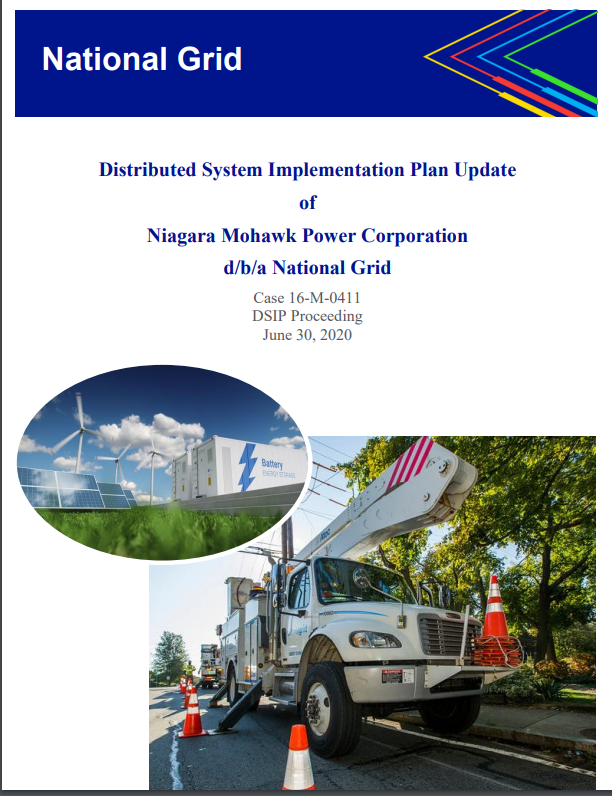 National Grid
Distributed System Implementation Plan Update
of
Niagara Mohawk Power Corporation
d/b/a National Grid
Case 16-M-0411
DSIP Proceeding
June 30, 2020
Battery
ENERGY STORAGE